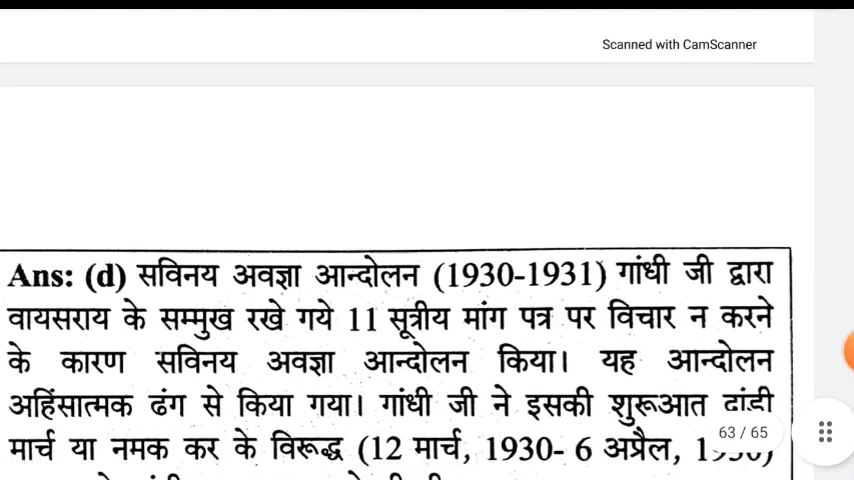 Scanned with CamScanner
Ans: (d) सविनय अवज्ञा आन्दोलन (1930-1931) गांधी जी द्वारा
वायसराय के सम्मुख रखे गये 11 सूत्रीय मांग पत्र पर विचार न करने
के कारण सविनय अवज्ञा आन्दोलन किया। यह आन्दोलन
अहिंसात्मक ढंग से किया गया। गांधी जी ने इसकी शुरूआत दांडी
मार्च या नमक कर के विरूद्ध (12 मार्च, 1930- 6 अप्रैल, 1930)
63 / 65